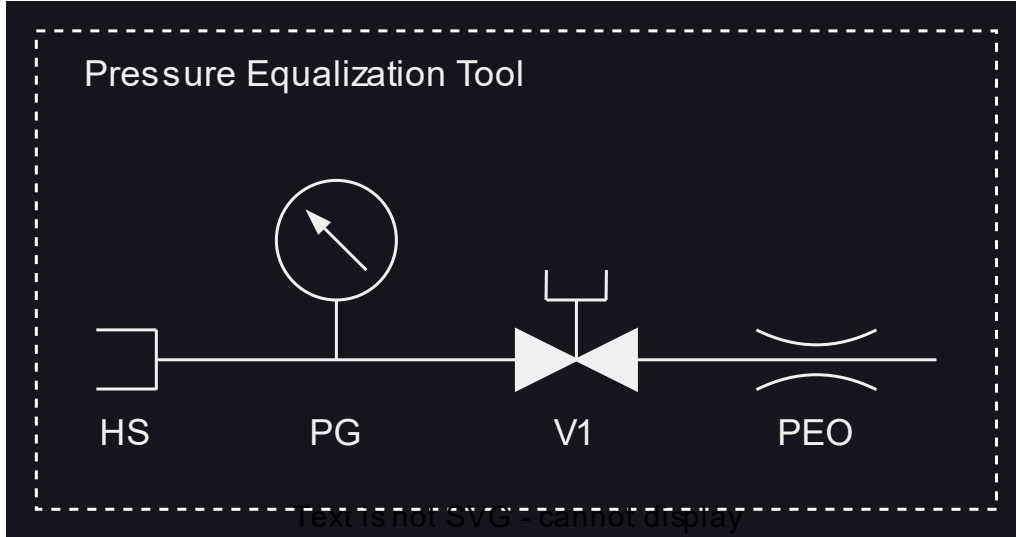 Pressure Equalization Tool
HS PG V1 PEO
Text is not SVG - cannot display